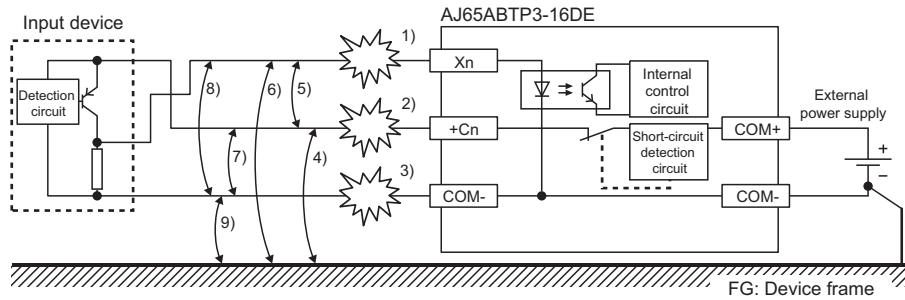 Input device
AJ65ABTP3-16DE
1)
Xn
Detection
circuit
8)
6)
5)
Internal
control
circuit
External
power supply
2)
+Cn
7)
4)
Short-circuit
detection
circuit
COM+
+
−
3)
COM-
COM-
9)
FG: Device frame